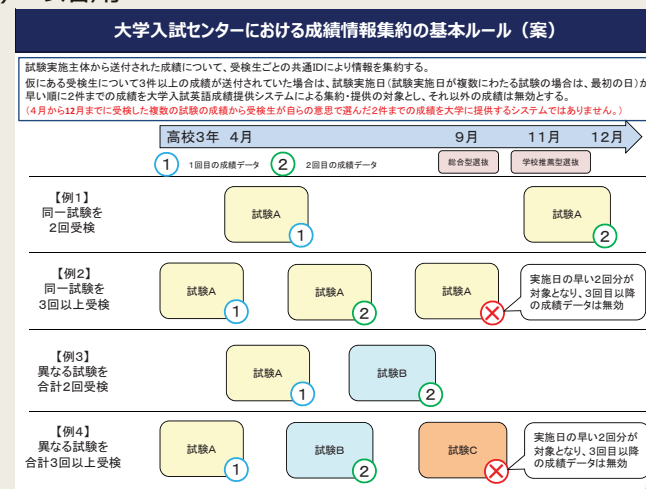 大学入試センターにおける成績情報集約の基本ルール(案)
試験実施主体から送付された成績について、受検生ごとの共通IDにより情報を集約する。
仮にある受検生について3件以上の成績が送付されていた場合は、試験実施日(試験実施日が複数にわたる試験の場合は、最初の日)が
早い順に2件までの成績を大学入試英語成績提供システムによる集約・提供の対象とし、それ以外の成績は無効とする。
(4月から12月までに受検した複数の試験の成績から受検生が自らの意思で選んだ2件までの成績を大学に提供するシステムではありません。)
高校3年 4月 9月 11月 12月
1 1回目の成績データ 2 2回目の成績データ 総合型選抜 学校推薦型選抜
【例1】
同一試験を
2回受検
試験A 1
試験A 2
【例2】
同一試験を
3回以上受検
試験A 1
試験A 2
試験A
実施日の早い2回分が
対象となり、3回目以降
の成績データは無効
【例3】
異なる試験を
合計2回受検
試験A 1
試験B 2
【例4】
異なる試験を
合計3回以上受検
試験A 1
試験B 2
試験C
実施日の早い2回分が
対象となり、3回目以降
の成績データは無効